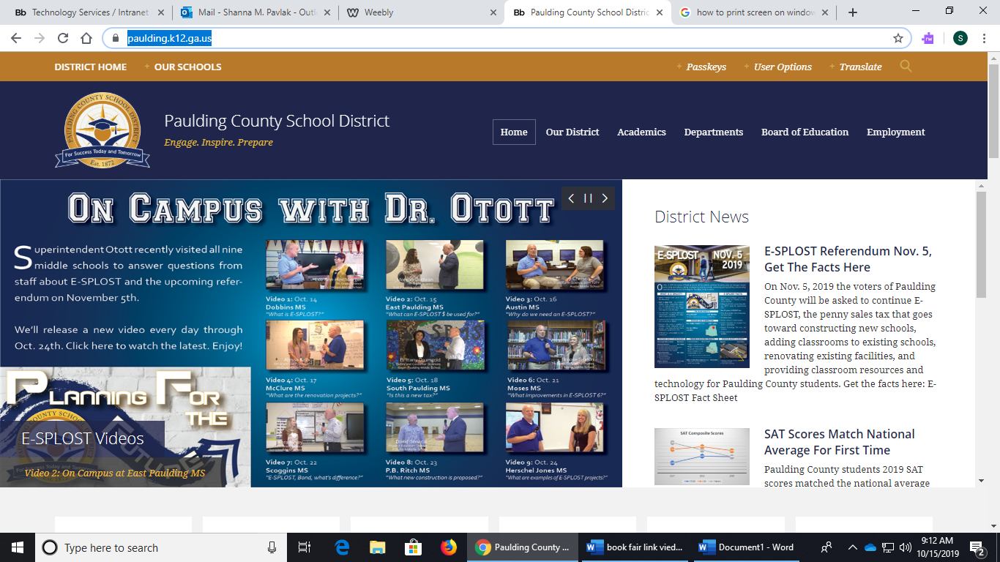 Technology Services / Intranet
Mail - Shanna M. Pavlak - Outl
Weebly
Paulding County School Distric
how to print screen on window
paulding.k12.ga.us
DISTRICT HOME
+ OUR SCHOOLS
+ Passkeys
+ User Options
+ Translate
PAULDING COUNTY SCHOOL DISTRICT
For Success Today and Tomorrow
Est. 1872
Paulding County School District
Engage. Inspire. Prepare
Home
Our District
Academics
Departments
Board of Education
Employment
On Campus with Dr. Otott
Superintendent Otott recently visited all nine
middle schools to answer questions from
staff about E-SPLOST and the upcoming refer-
endum on November 5th.
We'll release a new video every day through
Oct. 24th. Click here to watch the latest. Enjoy!
Video 1: Oct. 14
Dobbins MS
"What is E-SPLOST?"
Video 2: Oct. 15
East Paulding MS
"What can E-SPLOST $ be used for?"
Video 3: Oct. 16
Austin MS
"Why do we need an E-SPLOST?"
Video 4: Oct. 17
McClure MS
"What are the renovation projects?"
Video 5: Oct. 18
South Paulding MS
"Is this a new tax?"
Video 6: Oct. 21
Moses MS
"What improvements in E-SPLOST 6?"
Video 7: Oct. 22
Scoggins MS
"E-SPLOST, Bond, what's difference?"
Video 8: Oct. 23
P.B. Ritch MS
"What new construction is proposed?"
Video 9: Oct. 24
Herschel Jones MS
"What are examples of E-SPLOST projects?"
Planning For
the
E-SPLOST Videos
Video 2: On Campus at East Paulding MS
District News
E-SPLOST NOV. 5
2019
E-SPLOST Referendum Nov. 5,
Get The Facts Here
On Nov. 5, 2019 the voters of Paulding
County will be asked to continue E-
SPLOST, the penny sales tax that goes
toward constructing new schools,
adding classrooms to existing schools,
renovating existing facilities, and
providing classroom resources and
technology for Paulding County students. Get the facts here: E-
SPLOST Fact Sheet
SAT Composite Scores
SAT Scores Match National
Average For First Time
Paulding County students 2019 SAT
scores matched the national average
Type here to search
Paulding County ...
book fair link vied...
Document1 - Word
9:12 AM
10/15/2019
2